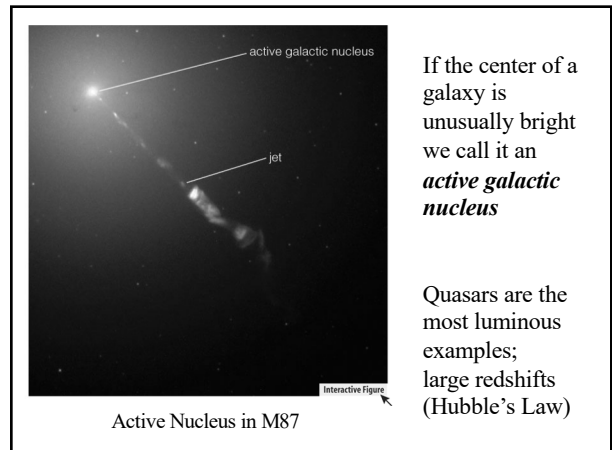 active galactic nucleus
jet
Interactive Figure
Active Nucleus in M87
If the center of a
galaxy is
unusually bright
we call it an
active galactic
nucleus
Quasars are the
most luminous
examples;
large redshifts
(Hubble’s Law)